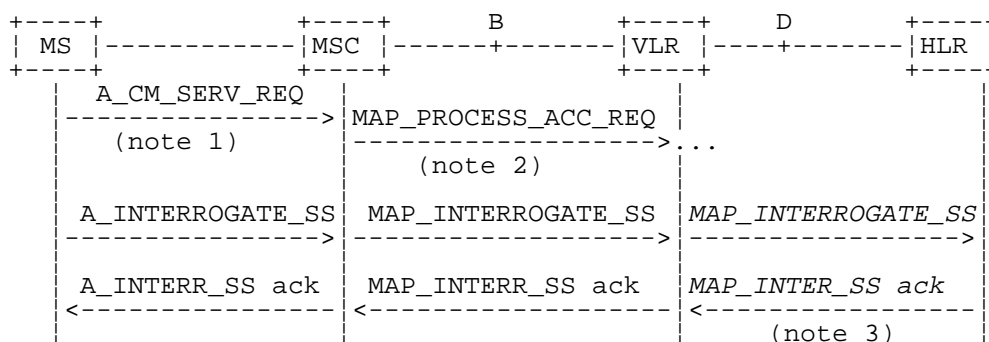 B D
MS MSC VLR HLR
A_CM_SERV_REQ
MAP_PROCESS_ACC_REQ
(note 1) ...
(note 2)
A_INTERROGATE_SS MAP_INTERROGATE_SS MAP_INTERROGATE_SS
A_INTERR_SS ack MAP_INTERR_SS ack MAP_INTER_SS ack
(note 3)